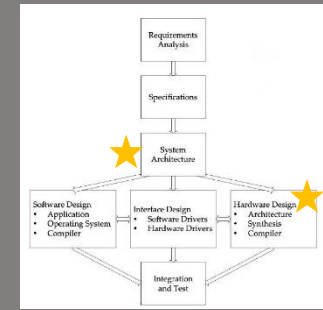 Requirements
Analysis
Specifications
System
Architecture
Software Design
• Application
• Operating System
• Compiler
Interface Design
• Software Drivers
• Hardware Drivers
Hardware Design
• Architecture
• Synthesis
• Compiler
Integration
and Test